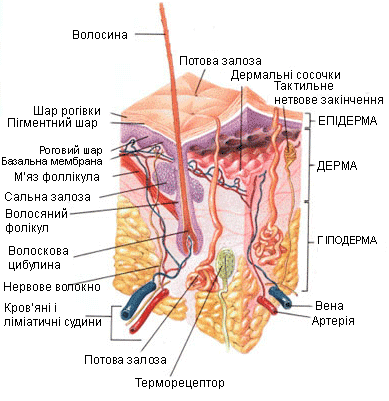 Волосина
Потова залоза
Дермальні сосочки
Тактильне
нетвове закінчення
Шар рогівки
Пігментний шар
ЕПІДЕРМА
Роговий шар
Базальна мембрана
ДЕРМА
М'яз фоллікула
Сальна залоза
Волосяний
фолікул
ГІПОДЕРМА
Волоскова
цибулина
Нервове волокно
Кров'яні і
ліміатичні судини
Вена
Артерія
Потова залоза
Терморецептор